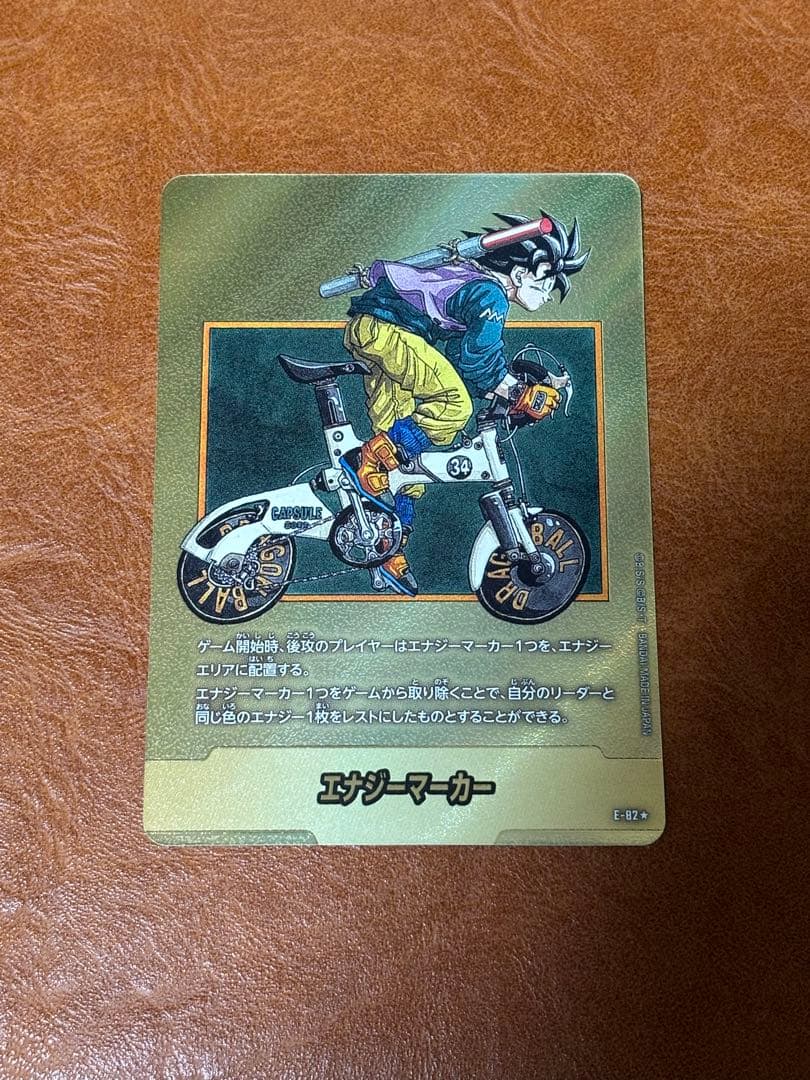 34
CAPSULE
DRAGON BALL
DRAGON BALL
ゲーム開始時、後攻のプレイヤーはエナジーマーカー1つを、エナジー
エリアに配置する。
エナジーマーカー1つをゲームから取り除くことで、自分のリーダーと
同じ色のエナジー1枚をレストにしたものとすることができる。
エナジーマーカー
E-82★
BANDAI MADE IN JAPAN